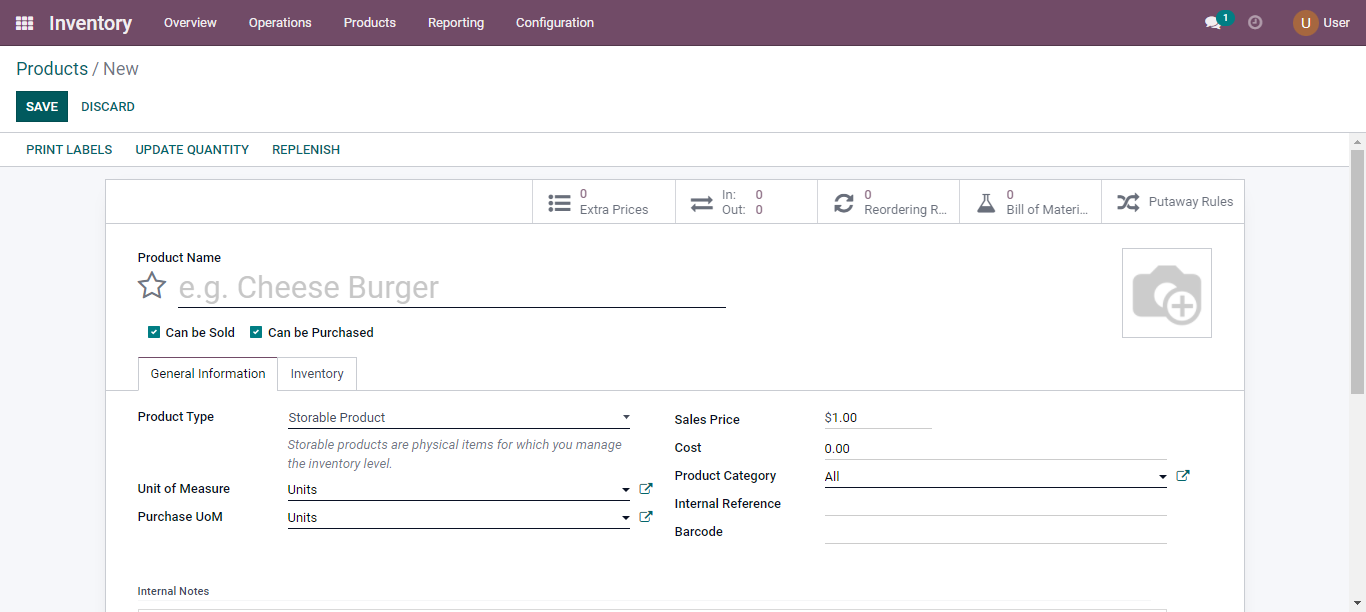 Inventory Overview Operations Products Reporting Configuration 1 U User
Products / New
SAVE DISCARD
PRINT LABELS UPDATE QUANTITY REPLENISH
0 Extra Prices
In: 0
Out: 0
0 Reordering R...
0 Bill of Materi...
Putaway Rules
Product Name
e.g. Cheese Burger
Can be Sold Can be Purchased
General Information Inventory
Product Type Storable Product
Storable products are physical items for which you manage
the inventory level.
Unit of Measure Units
Purchase UoM Units
Sales Price $1.00
Cost 0.00
Product Category All
Internal Reference
Barcode
Internal Notes